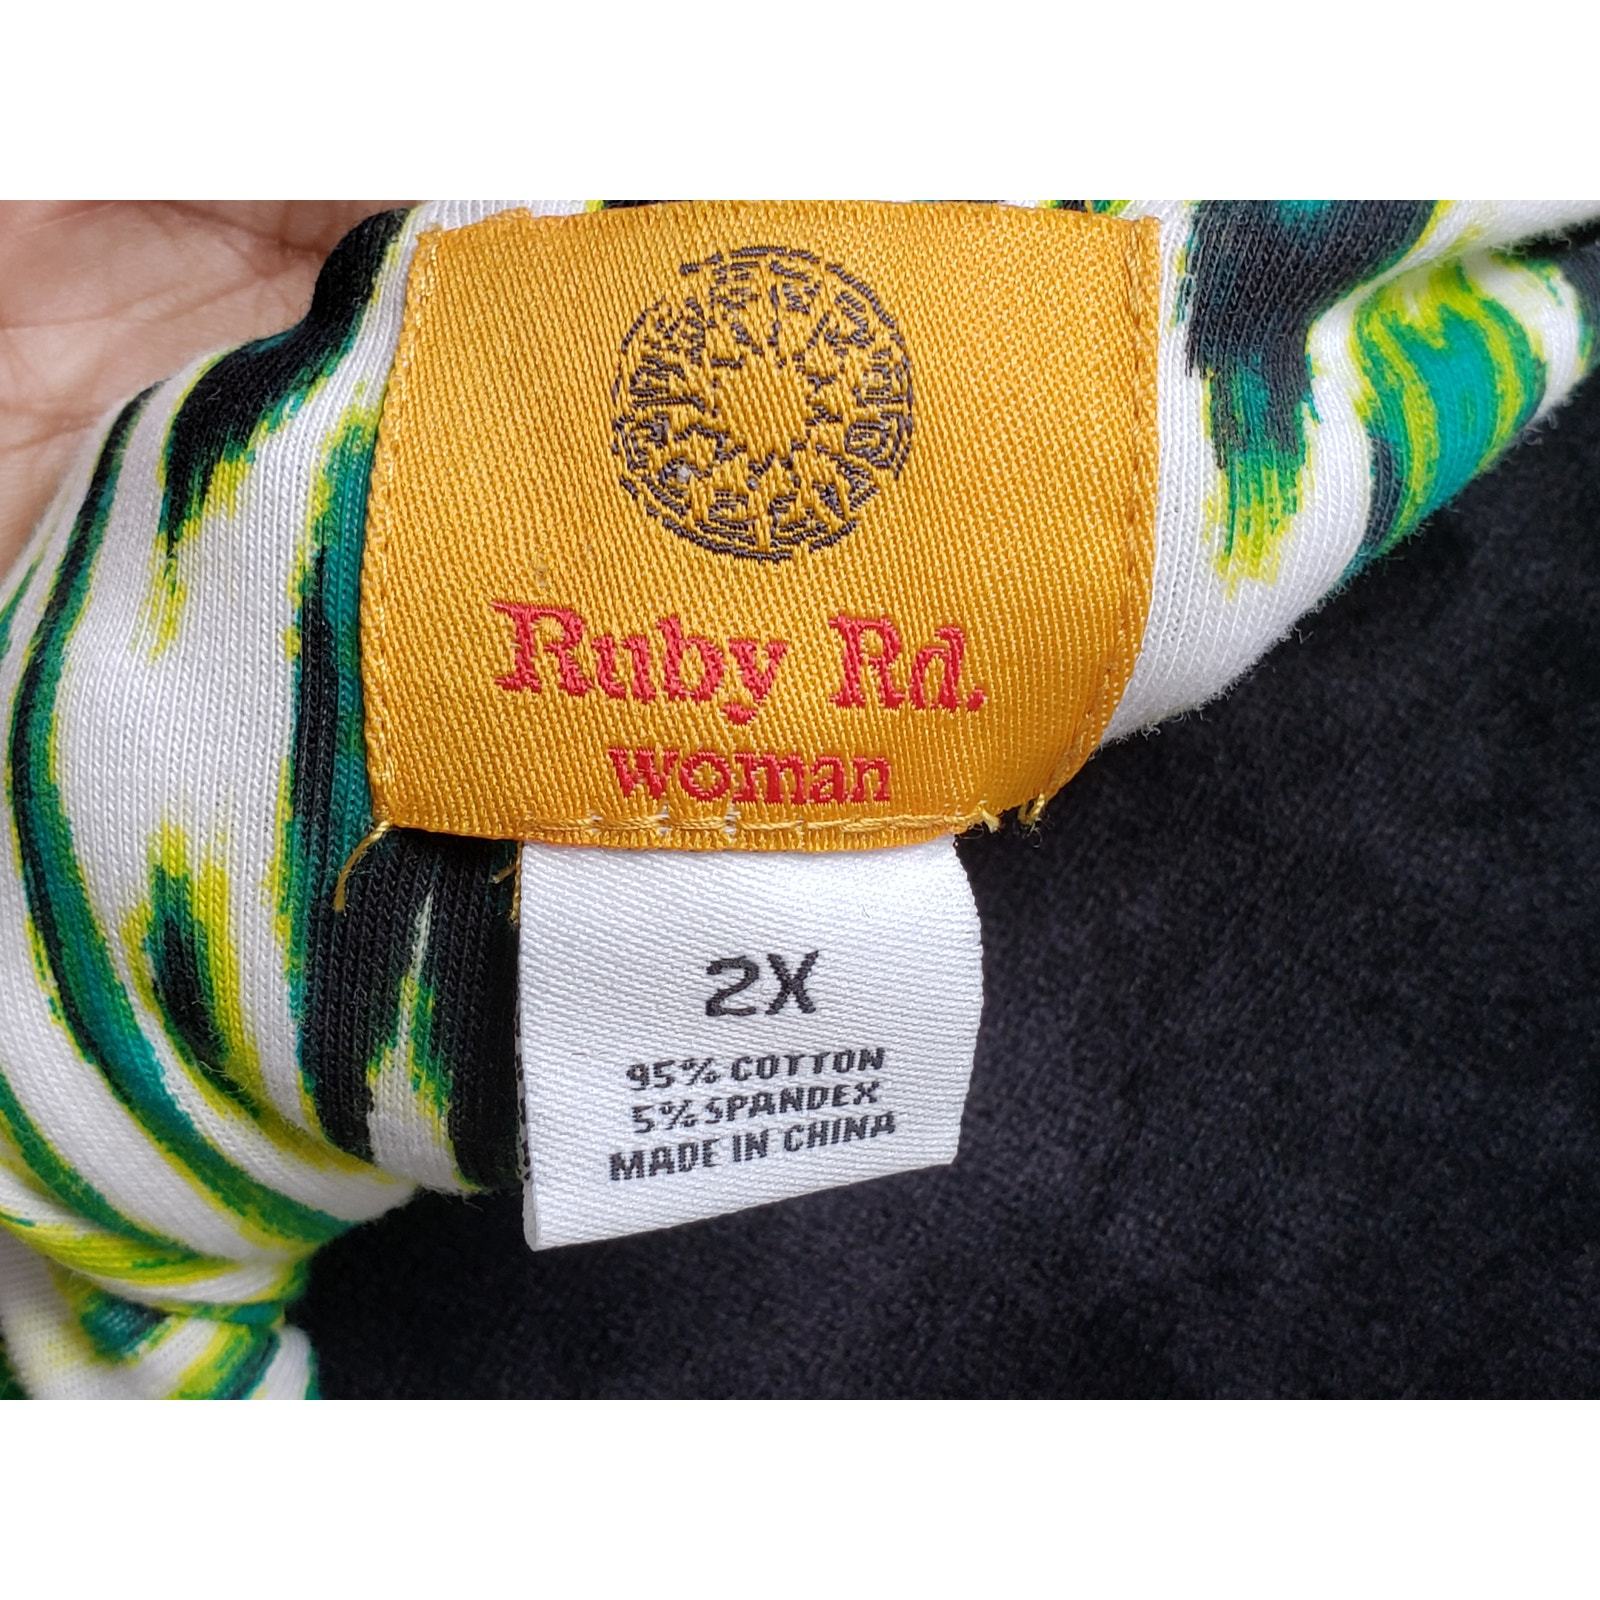 Ruby Rd.
woman
2X
95% COTTON
5% SPANDEX
MADE IN CHINA